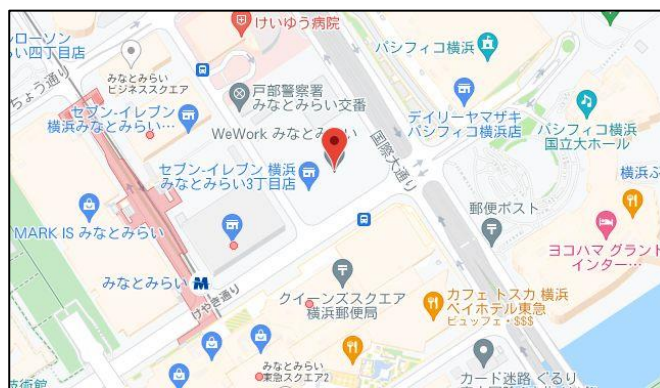 けいゆう病院
ンローソン
らい四丁目店
みなとみらい
ビジネススクエア
パシフィコ横浜
ちょう通り
戸部警察署
みなとみらい交番
セブン-イレブン
横浜みなとみらい…
デイリーヤマザキ
パシフィコ横浜店
WeWork みなとみらい
国際大通り
パシフィコ横浜
国立大ホール
セブン-イレブン 横浜
みなとみらい3丁目店
横浜ぷ
MARK IS みなとみらい
郵便ポスト
ヨコハマ グランド
インター…
みなとみらい
けやき通り
クイーンズスクエア
横浜郵便局
カフェ トスカ 横浜
ベイホテル東急
ビュッフェ・$$$
みなとみらい
東急スクエア2
技術館
カード迷路 ぐるり